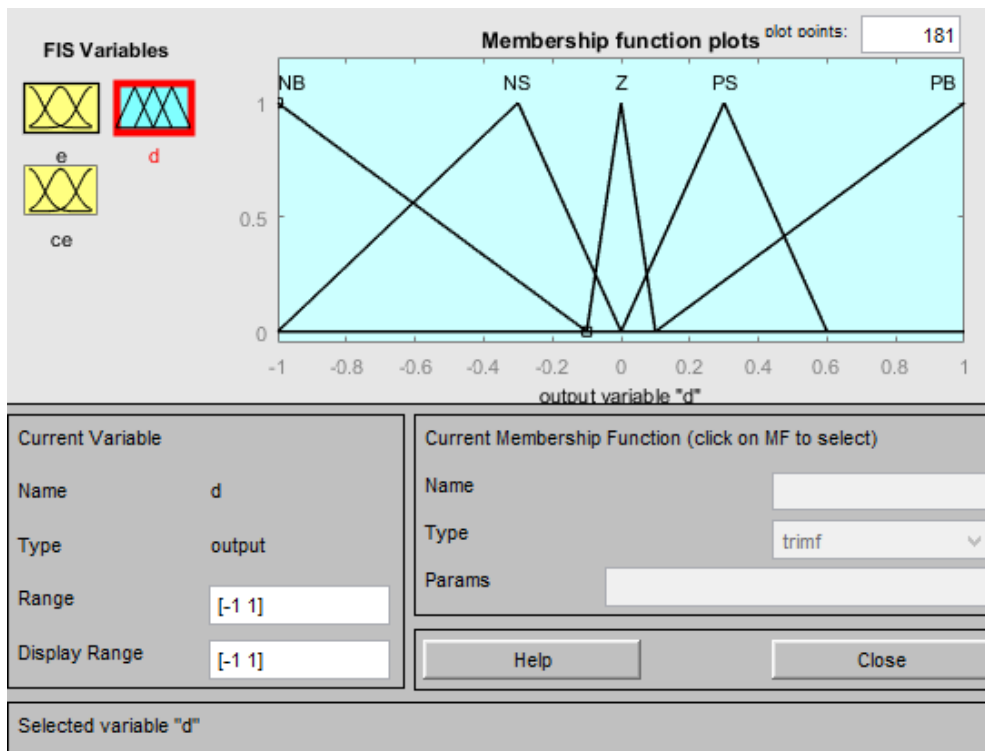 FIS Variables
Membership function plots
plot points:
181
e
d
ce
NB
NS
Z
PS
PB
1
0.5
0
-1
-0.8
-0.6
-0.4
-0.2
0
0.2
0.4
0.6
0.8
1
output variable "d"
Current Variable
Name
d
Type
output
Range
[-1 1]
Display Range
[-1 1]
Current Membership Function (click on MF to select)
Name
Type
trimf
Params
Help
Close
Selected variable "d"